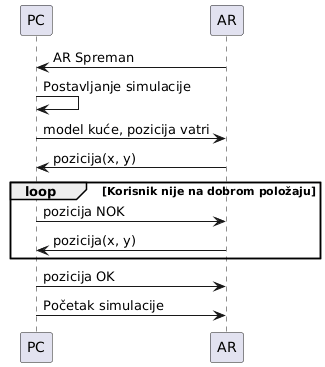 PC AR
AR Spreman
Postavljanje simulacije
model kuće, pozicija vatri
pozicija(x, y)
loop [Korisnik nije na dobrom položaju]
pozicija NOK
pozicija(x, y)
pozicija OK
Početak simulacije
PC AR